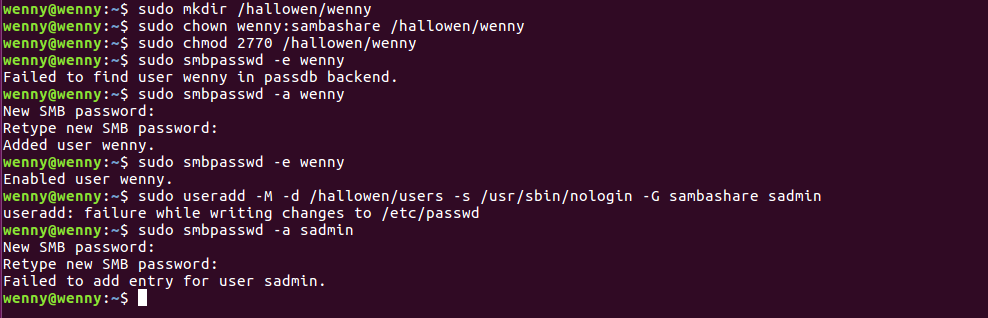 wenny@wenny:~$ sudo mkdir /hallowen/wenny
wenny@wenny:~$ sudo chown wenny:sambashare /hallowen/wenny
wenny@wenny:~$ sudo chmod 2770 /hallowen/wenny
wenny@wenny:~$ sudo smbpasswd -e wenny
Failed to find user wenny in passdb backend.
wenny@wenny:~$ sudo smbpasswd -a wenny
New SMB password:
Retype new SMB password:
Added user wenny.
wenny@wenny:~$ sudo smbpasswd -e wenny
Enabled user wenny.
wenny@wenny:~$ sudo useradd -M -d /hallowen/users -s /usr/sbin/nologin -G sambashare sadmin
useradd: failure while writing changes to /etc/passwd
wenny@wenny:~$ sudo smbpasswd -a sadmin
New SMB password:
Retype new SMB password:
Failed to add entry for user sadmin.
wenny@wenny:~$